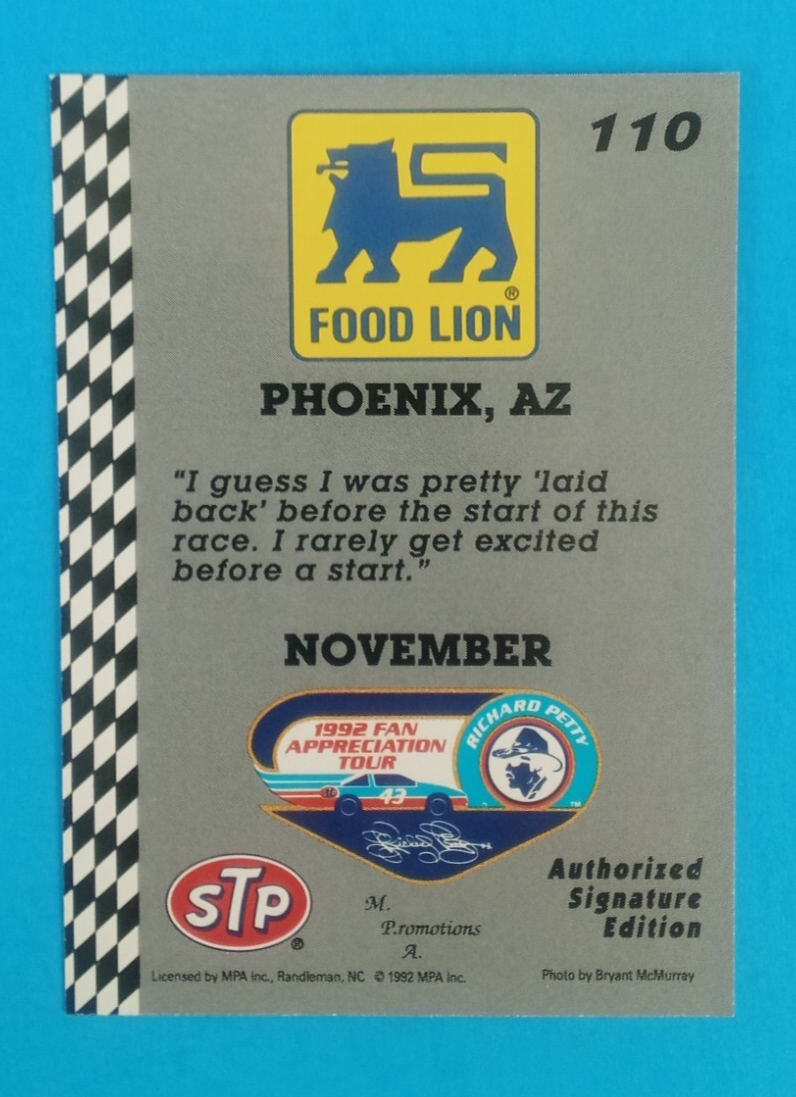 110
FOOD LION®
PHOENIX, AZ
"I guess I was pretty 'laid
back' before the start of this
race. I rarely get excited
before a start."
NOVEMBER
1992 FAN
APPRECIATION
TOUR
RICHARD PETTY
43
TM
STP®
M.
P.romotions
A.
Authorized
Signature
Edition
Licensed by MPA Inc., Randleman, NC © 1992 MPA Inc.
Photo by Bryant McMurray